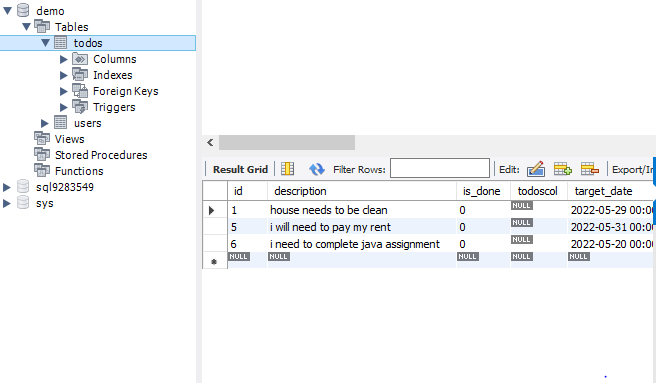 demo
Tables
todos
Columns
Indexes
Foreign Keys
Triggers
users
Views
Stored Procedures
Functions
sql9283549
sys
Result Grid Filter Rows: Edit: Export/Im
id description is_done todoscol target_date
1 house needs to be clean 0 NULL 2022-05-29 00:00
5 i will need to pay my rent 0 NULL 2022-05-31 00:00
6 i need to complete java assignment 0 NULL 2022-05-20 00:00
NULL NULL NULL NULL NULL